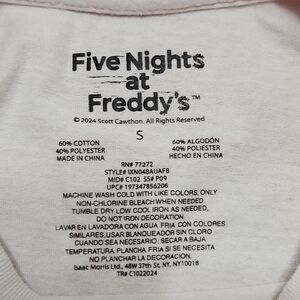 Five Nights
at
Freddy's™
©2024 Scott Cawthon. All Rights Reserved
S
60% COTTON
40% POLYESTER
MADE IN CHINA
60% ALGODÓN
40% POLIÉSTER
HECHO EN CHINA
RN# 77272
STYLE# IXN048AUAFB
MID# C102 SS# P09
UPC# 197347856206
MACHINE WASH COLD WITH LIKE COLORS, ONLY
NON-CHLORINE BLEACH WHEN NEEDED
TUMBLE DRY LOW COOL IRON AS NEEDED,
DO NOT IRON DECORATION.
LAVAR EN LAVADORA CON AGUA FRIA CON COLORES
SIMILARES, USAR BLANQUEADOR SIN CLORO
CUANDO SEA NECESARIO, SECAR A BAJA
TEMPERATURA, PLANCHA FRIA SI SE NECESITA
NO PLANCHAR LA DECORACION.
Isaac Morris Ltd., 48W 37th St, NY, NY10018
TR# C1022024